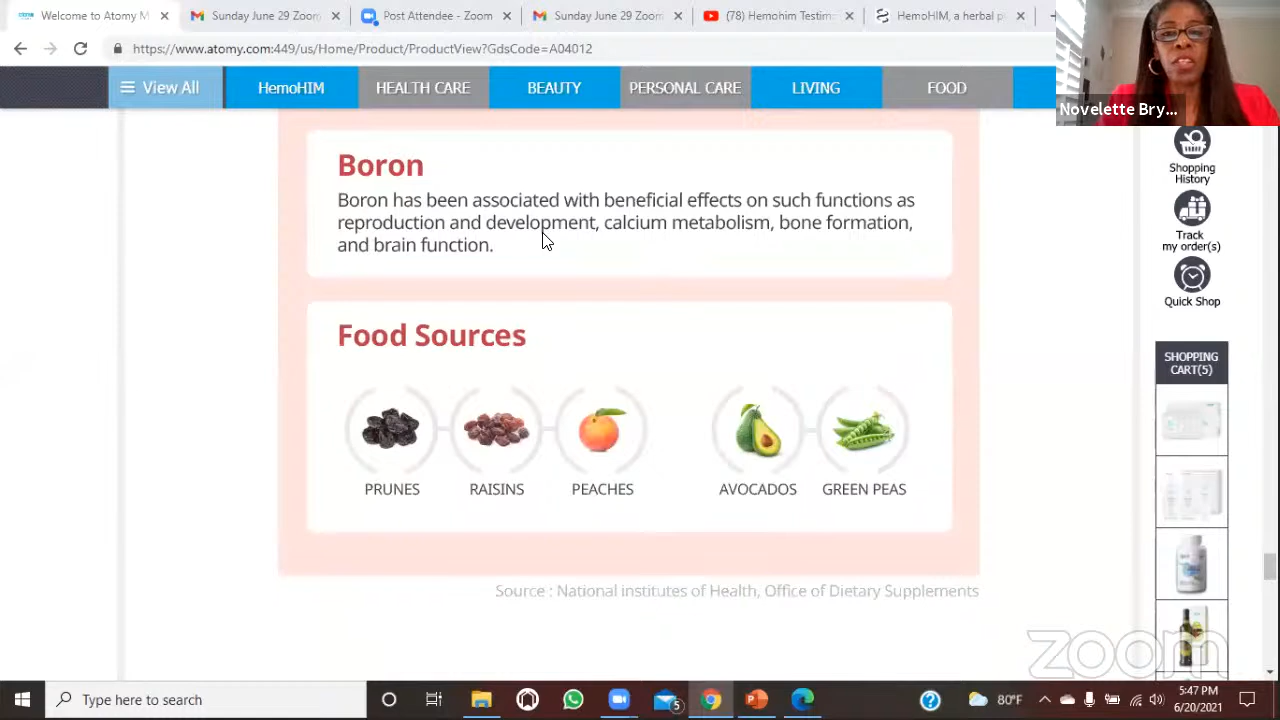 Welcome to Atomy M
Sunday June 29 Zoom
Post Attendee - Zoom
Sunday June 29 Zoom
(78) Hemohim Testim
HemoHIM, a herbal p
https://www.atomy.com:449/us/Home/Product/ProductView?GdsCode=A04012
View All
HemoHIM
HEALTH CARE
BEAUTY
PERSONAL CARE
LIVING
FOOD
Novelette Bry...
Boron
Boron has been associated with beneficial effects on such functions as
reproduction and development, calcium metabolism, bone formation,
and brain function.
Food Sources
PRUNES
RAISINS
PEACHES
AVOCADOS
GREEN PEAS
Source : National institutes of Health, Office of Dietary Supplements
Shopping
History
Track
my order(s)
Quick Shop
SHOPPING
CART(5)
zoom
Type here to search
5
80°F
5:47 PM
6/20/2021